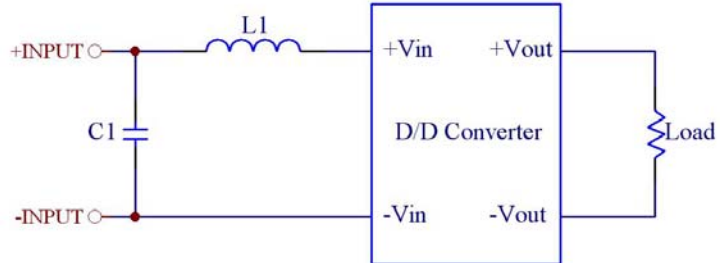 L1
+INPUT
+Vin
+Vout
C1
D/D Converter
Load
-INPUT
-Vin
-Vout